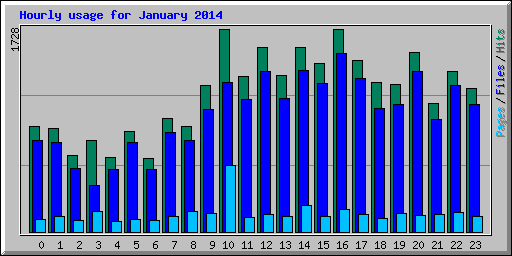 Hourly usage for January 2014
1728
Pages/Files/Hits
0 1 2 3 4 5 6 7 8 9 10 11 12 13 14 15 16 17 18 19 20 21 22 23